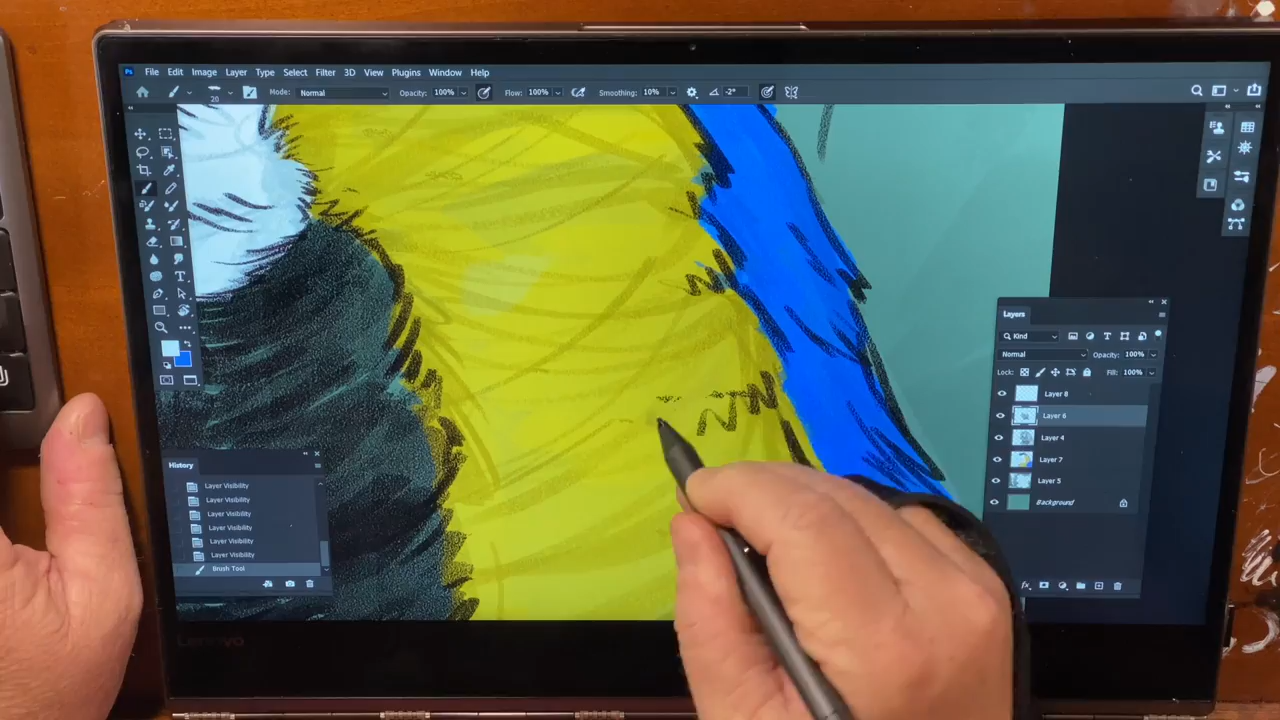 Ps File Edit Image Layer Type Select Filter 3D View Plugins Window Help
20 Mode: Normal Opacity: 100% Flow: 100% Smoothing: 10% -2°
Layers
Kind
Normal Opacity: 100%
Lock: Fill: 100%
Layer 8
Layer 6
Layer 4
Layer 7
Layer 5
Background
fx
History
Layer Visibility
Layer Visibility
Layer Visibility
Layer Visibility
Layer Visibility
Layer Visibility
Brush Tool
Lenovo